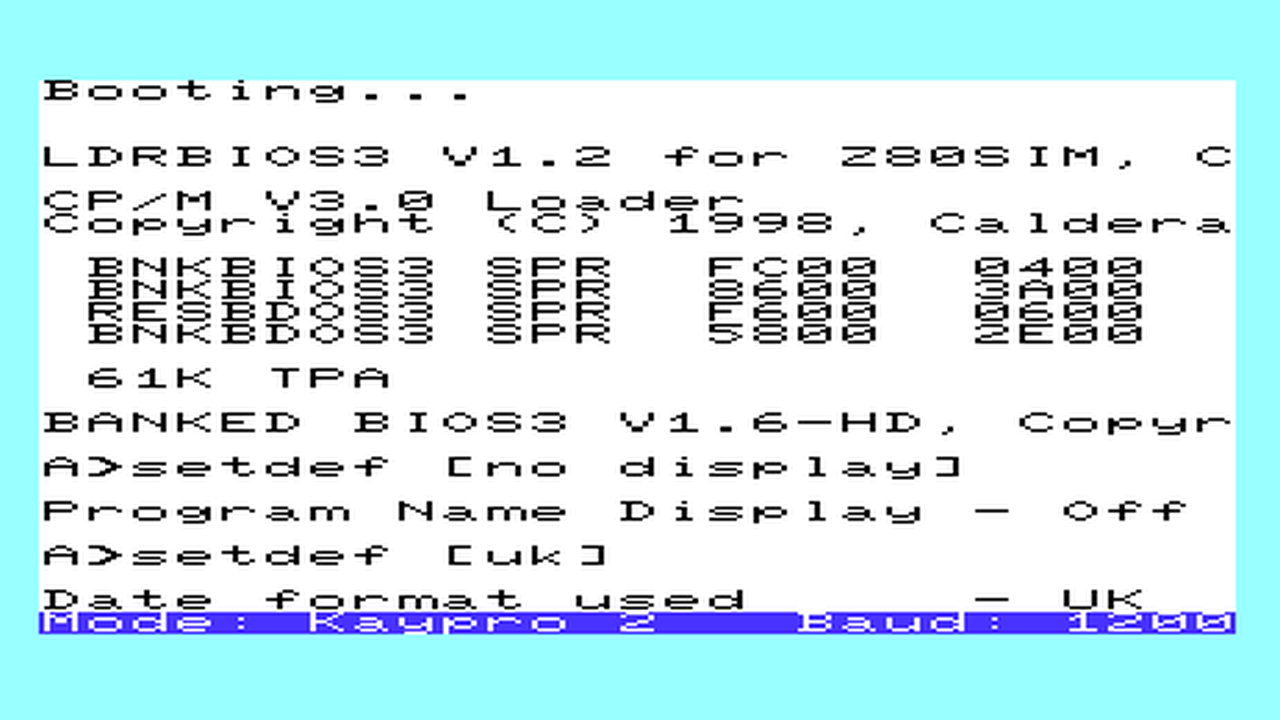 Booting...
LDRBIOS3 V1.2 for Z80SIM, C
CP/M V3.0 Loader
Copyright (C) 1998, Caldera
BNKBIOS3 SPR FC00 0400
BNKBIOS3 SPR 8600 3A00
RESBDOS3 SPR F600 0600
BNKBDOS3 SPR 5800 2E00
61K TPA
BANKED BIOS3 V1.6-HD, Copyr
A>setdef [no display]
Program Name Display - Off
A>setdef [uk]
Date format used - UK
Mode: Kaypro 2 Baud: 1200